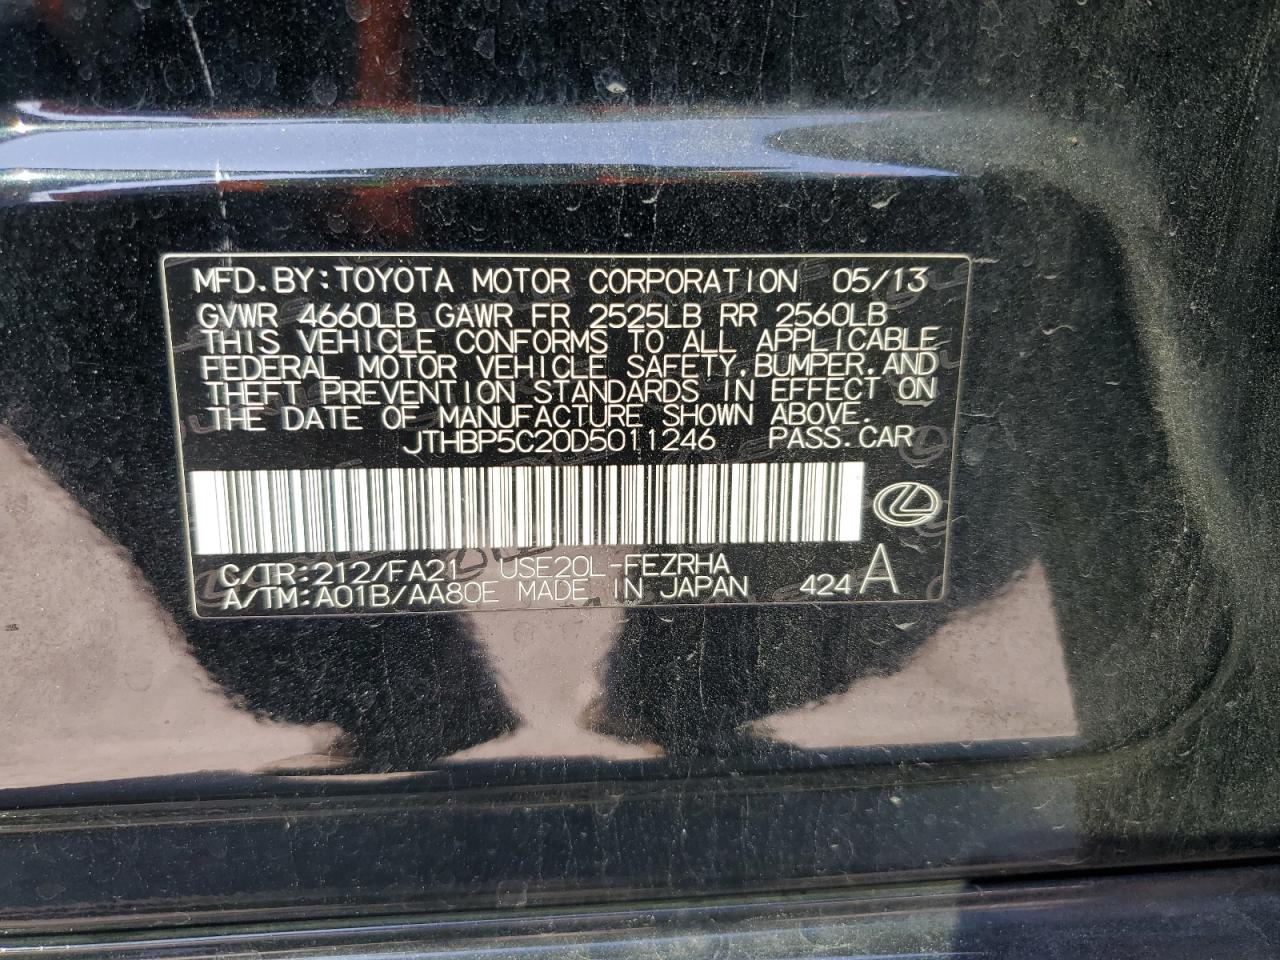 MFD.BY:TOYOTA MOTOR CORPORATION 05/13
GVWR 4660LB GAWR FR 2525LB RR 2560LB
THIS VEHICLE CONFORMS TO ALL APPLICABLE
FEDERAL MOTOR VEHICLE SAFETY,BUMPER,AND
THEFT PREVENTION STANDARDS IN EFFECT ON
THE DATE OF MANUFACTURE SHOWN ABOVE.
JTHBP5C20D5011246 PASS.CAR
C/TR:212/FA21 USE20L-FEZRHA
A/TM:A01B/AA80E MADE IN JAPAN 424 A